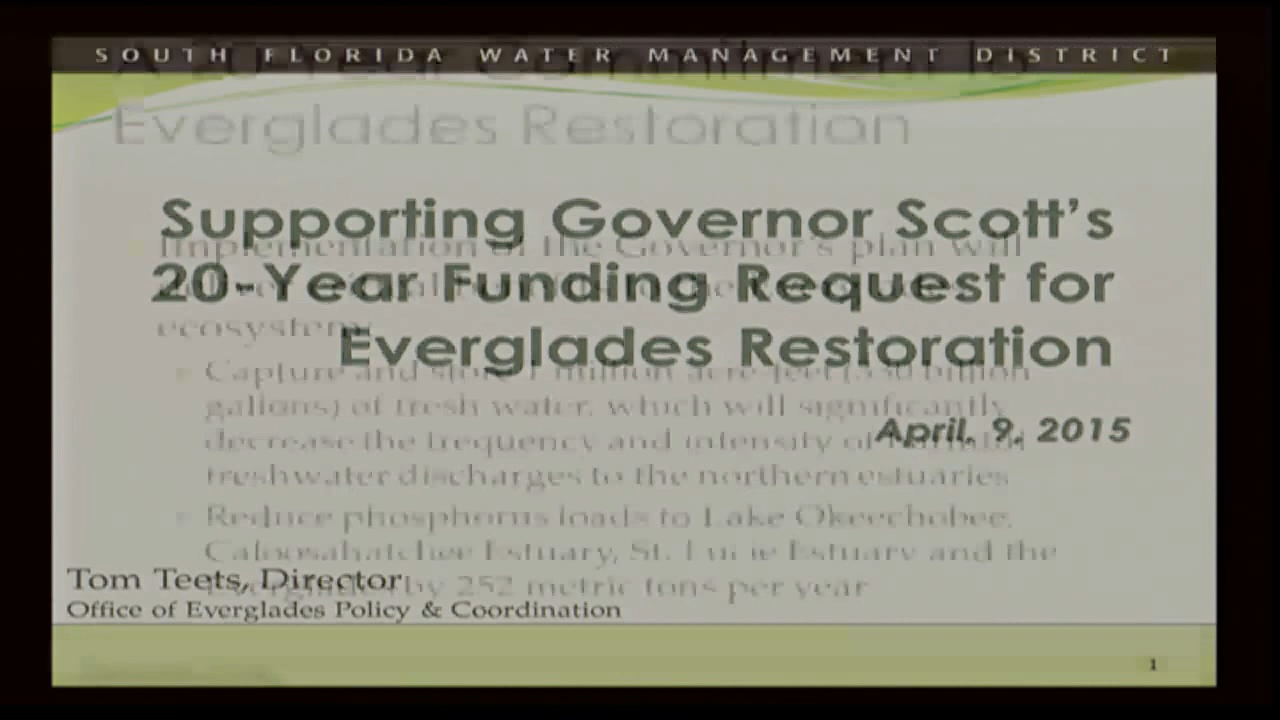 SOUTH FLORIDA WATER MANAGEMENT DISTRICT
Everglades Restoration
Supporting Governor Scott's
Implementation of the Governor's plan will
20-Year Funding Request for
ecosystem
Everglades Restoration
Capture and store 1 million acre-feet (330 billion
gallons) of fresh water, which will significantly
April, 9, 2015
decrease the frequency and intensity of
freshwater discharges to the northern estuaries
Reduce phosphorus loads to Lake Okeechobee,
Caloosahatchee Estuary, St. Lucie Estuary and the
Tom Teets, Director
by 252 metric tons per year
Office of Everglades Policy & Coordination
1